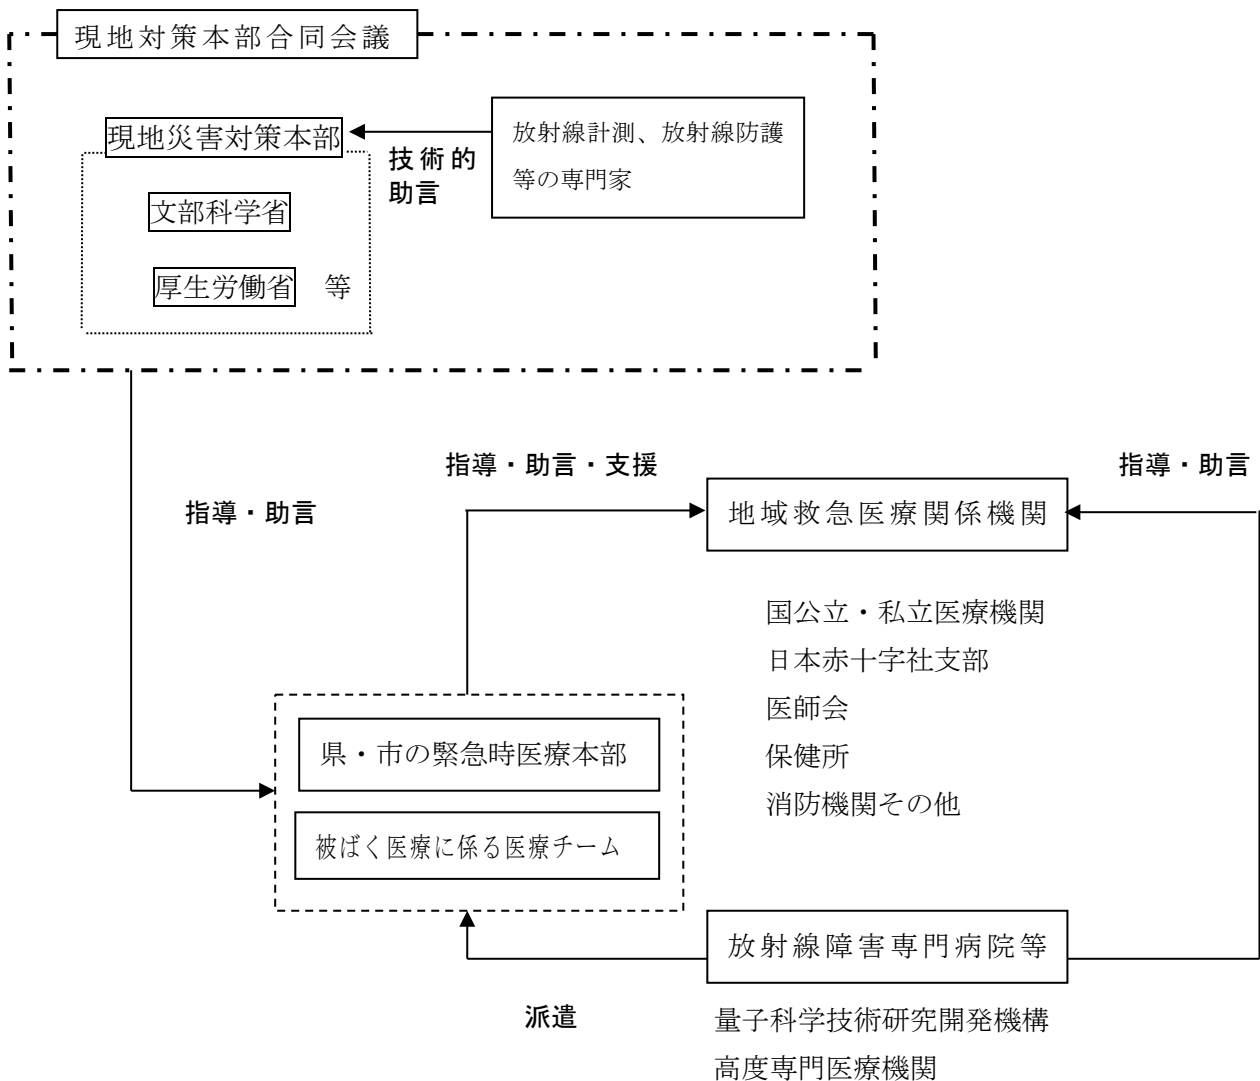 現地対策本部合同会議
現地災害対策本部
技術的
助言
放射線計測、放射線防護
等の専門家
文部科学省
厚生労働省　等
指導・助言
指導・助言・支援
指導・助言
地域救急医療関係機関
国公立・私立医療機関
日本赤十字社支部
医師会
保健所
消防機関その他
県・市の緊急時医療本部
被ばく医療に係る医療チーム
放射線障害専門病院等
派遣
量子科学技術研究開発機構
高度専門医療機関